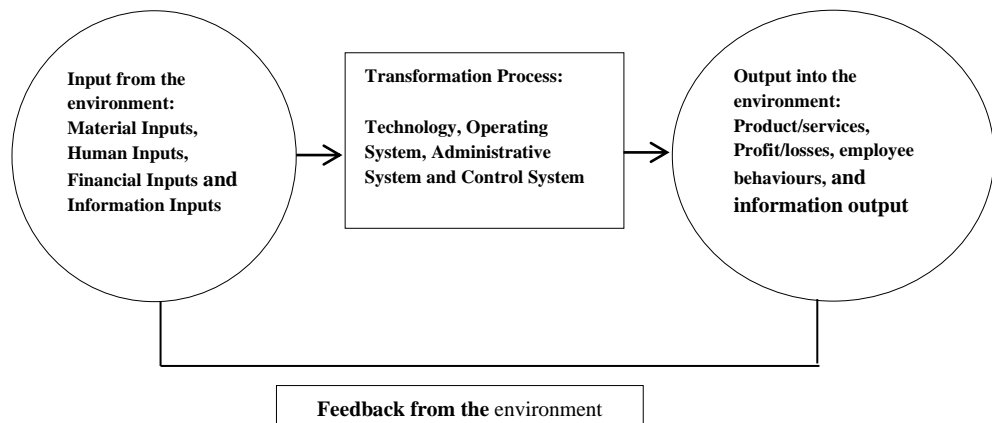 Input from the
environment:
Material Inputs,
Human Inputs,
Financial Inputs and
Information Inputs
Transformation Process:
Technology, Operating
System, Administrative
System and Control System
Output into the
environment:
Product/services,
Profit/losses, employee
behaviours, and
information output
Feedback from the environment